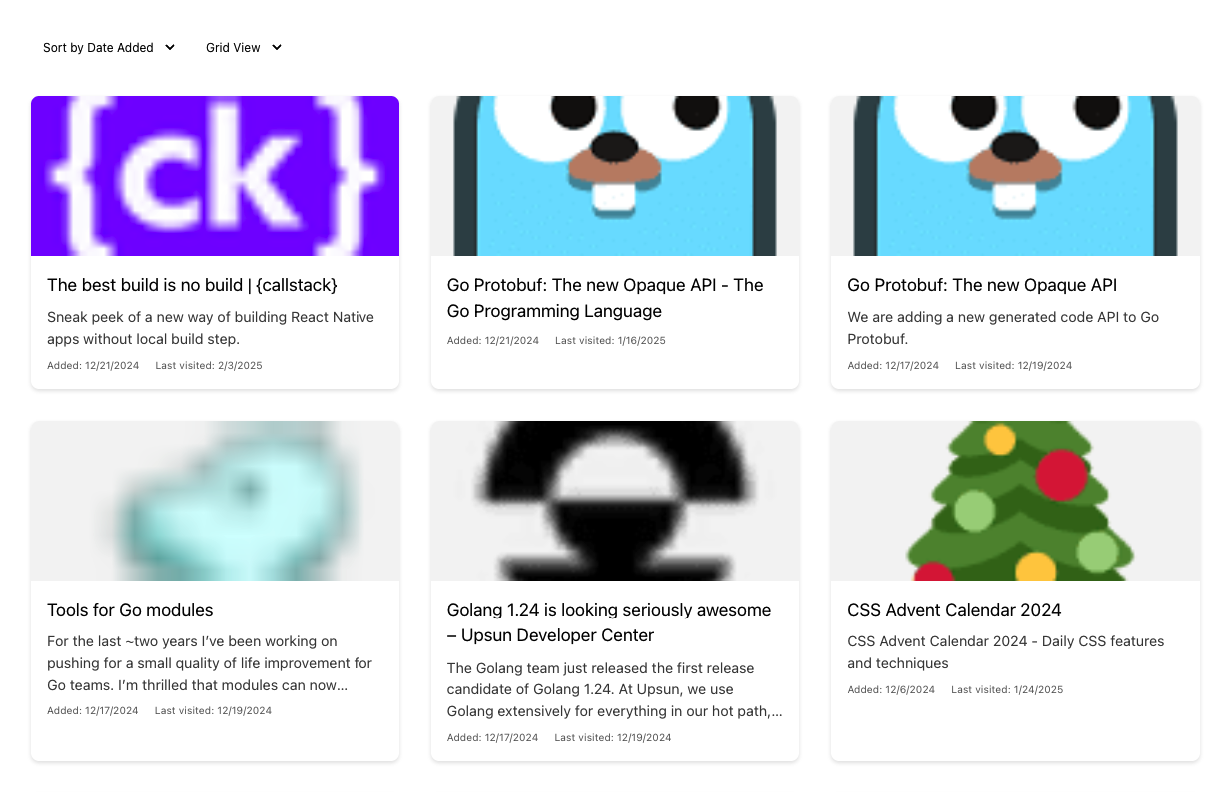 Sort by Date Added
Grid View
{ck}
The best build is no build | {callstack}
Sneak peek of a new way of building React Native
apps without local build step.
Added: 12/21/2024 Last visited: 2/3/2025
Go Protobuf: The new Opaque API - The
Go Programming Language
Added: 12/21/2024 Last visited: 1/16/2025
Go Protobuf: The new Opaque API
We are adding a new generated code API to Go
Protobuf.
Added: 12/17/2024 Last visited: 12/19/2024
Tools for Go modules
For the last ~two years I’ve been working on
pushing for a small quality of life improvement for
Go teams. I’m thrilled that modules can now...
Added: 12/17/2024 Last visited: 12/19/2024
Golang 1.24 is looking seriously awesome
– Upsun Developer Center
The Golang team just released the first release
candidate of Golang 1.24. At Upsun, we use
Golang extensively for everything in our hot path,...
Added: 12/17/2024 Last visited: 12/19/2024
CSS Advent Calendar 2024
CSS Advent Calendar 2024 - Daily CSS features
and techniques
Added: 12/6/2024 Last visited: 1/24/2025